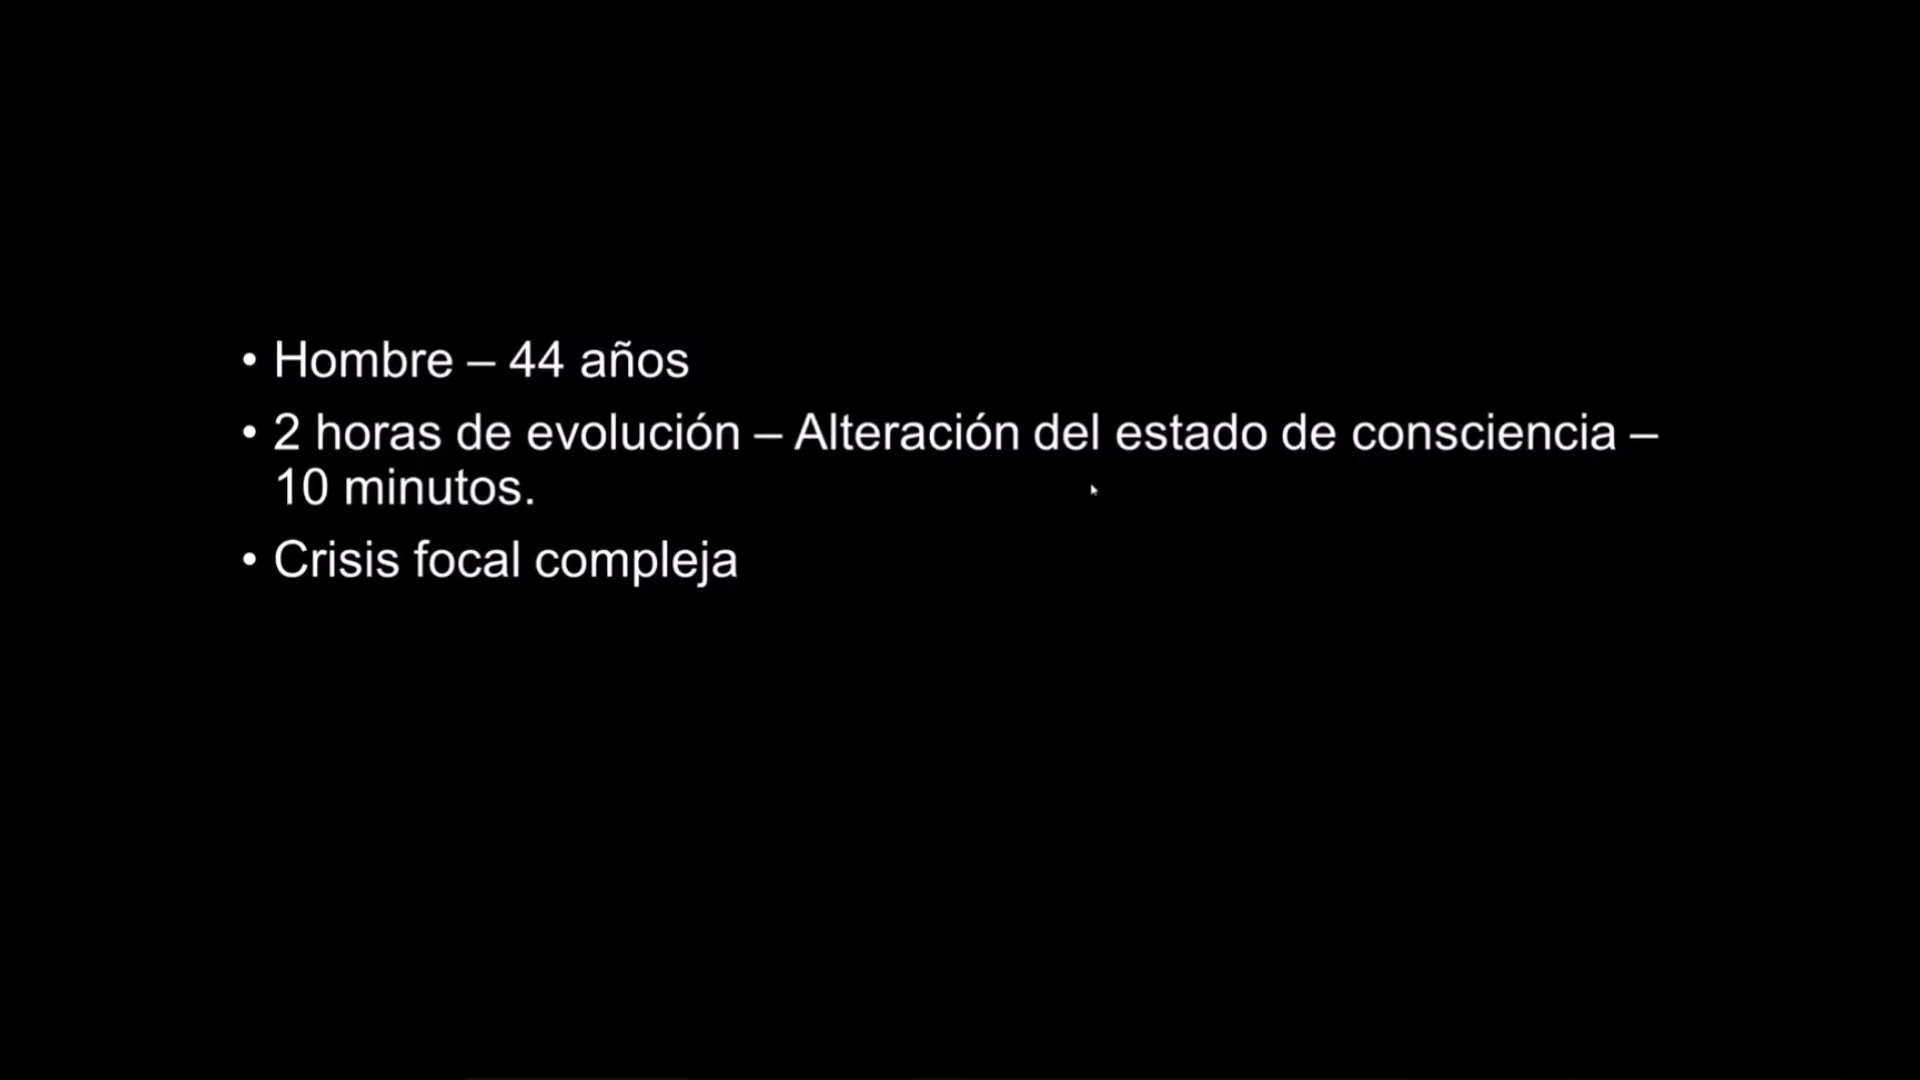 • Hombre – 44 años
• 2 horas de evolución – Alteración del estado de consciencia –
10 minutos.
• Crisis focal compleja